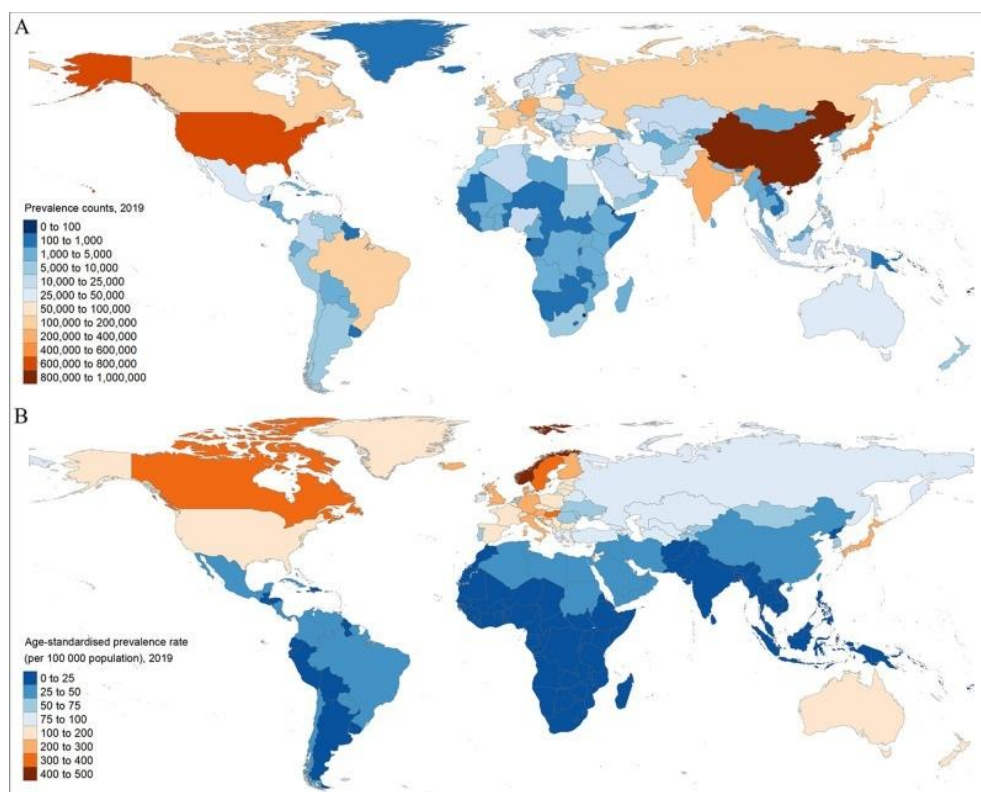 A
Prevalence counts, 2019
0 to 100
100 to 1,000
1,000 to 5,000
5,000 to 10,000
10,000 to 25,000
25,000 to 50,000
50,000 to 100,000
100,000 to 200,000
200,000 to 400,000
400,000 to 600,000
600,000 to 800,000
800,000 to 1,000,000
B
Age-standardised prevalence rate
(per 100 000 population), 2019
0 to 25
25 to 50
50 to 75
75 to 100
100 to 200
200 to 300
300 to 400
400 to 500